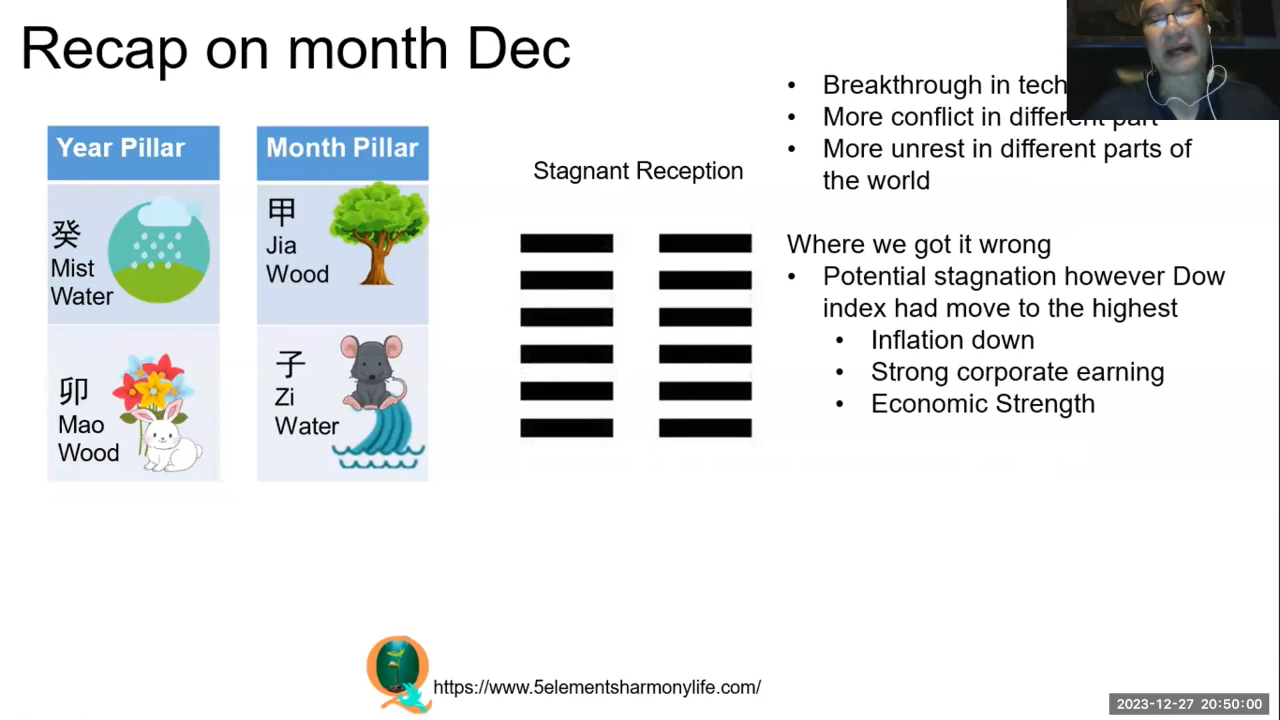 Recap on month Dec
Year Pillar
Month Pillar
癸
Mist
Water
甲
Jia
Wood
卯
Mao
Wood
子
Zi
Water
Stagnant Reception
• Breakthrough in tech
• More conflict in different part
• More unrest in different parts of
the world
Where we got it wrong
• Potential stagnation however Dow
index had move to the highest
• Inflation down
• Strong corporate earning
• Economic Strength
https://www.5elementsharmonylife.com/
2023-12-27 20:50:00